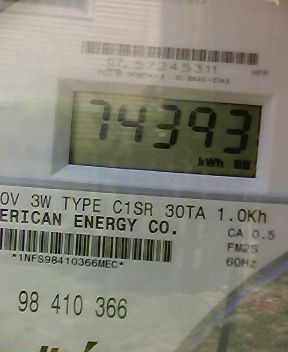 07 57245311
74393
kWh
0V 3W TYPE C1SR 30TA 1.0Kh
ERICAN ENERGY CO.
CA 0.5
FM2S
60Hz
*1NFS98410366MEC*
98 410 366